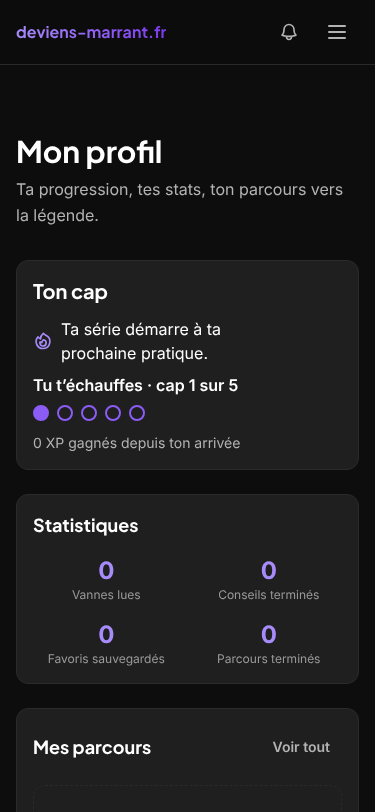 deviens-marrant.fr
Mon profil
Ta progression, tes stats, ton parcours vers
la légende.
Ton cap
Ta série démarre à ta
prochaine pratique.
Tu t’échauffes · cap 1 sur 5
0 XP gagnés depuis ton arrivée
Statistiques
0 0
Vannes lues Conseils terminés
0 0
Favoris sauvegardés Parcours terminés
Mes parcours Voir tout